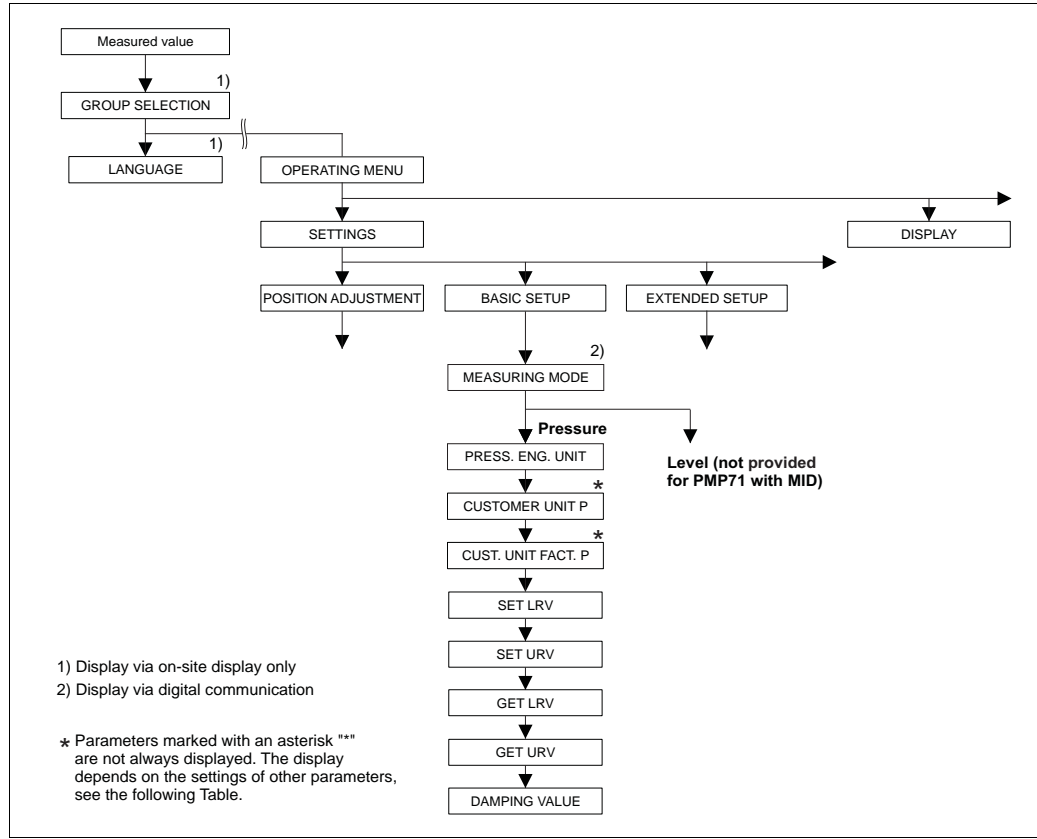 Measured value
1)
GROUP SELECTION
1)
LANGUAGE
OPERATING MENU
SETTINGS
DISPLAY
POSITION ADJUSTMENT
BASIC SETUP
EXTENDED SETUP
2)
MEASURING MODE
Pressure
PRESS. ENG. UNIT
Level (not provided
for PMP71 with MID)
*
CUSTOMER UNIT P
*
CUST. UNIT FACT. P
SET LRV
SET URV
GET LRV
GET URV
DAMPING VALUE
1) Display via on-site display only
2) Display via digital communication
* Parameters marked with an asterisk "*"
are not always displayed. The display
depends on the settings of other parameters,
see the following Table.